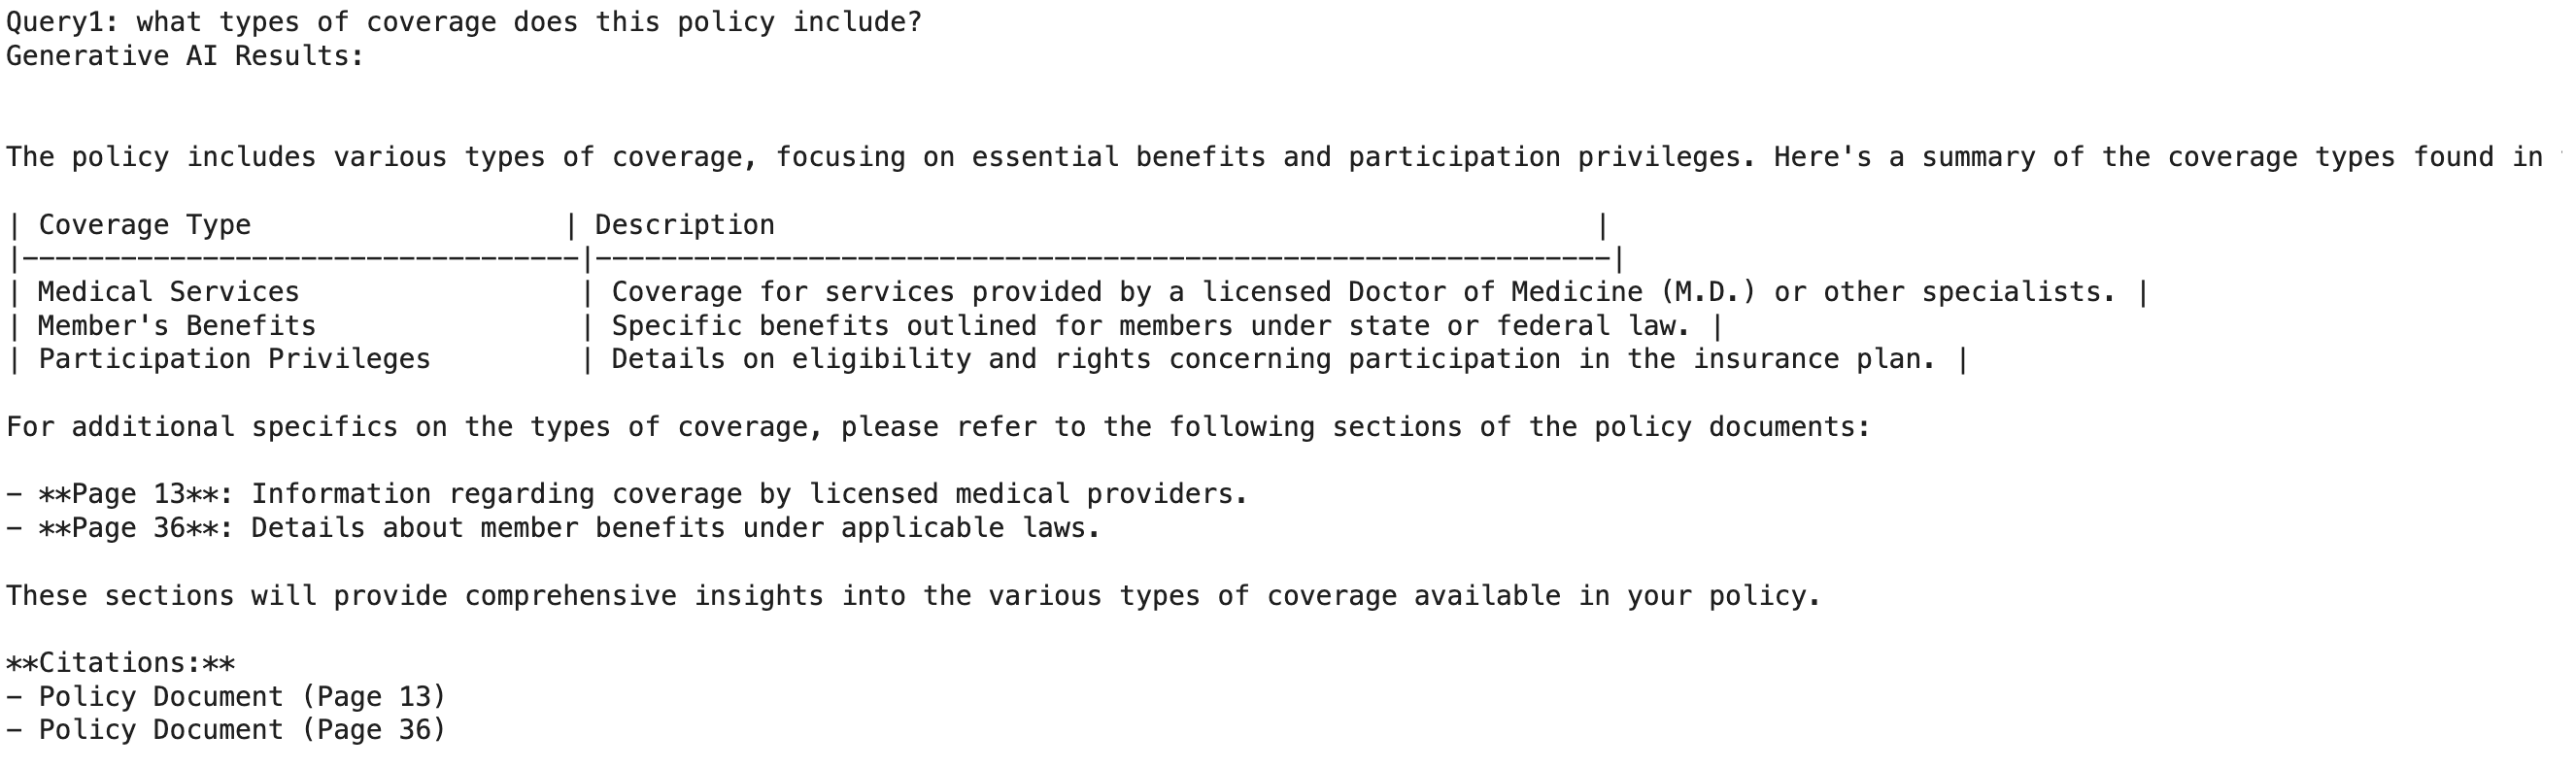 Query1: what types of coverage does this policy include?
Generative AI Results:
The policy includes various types of coverage, focusing on essential benefits and participation privileges. Here's a summary of the coverage types found in
| Coverage Type | Description |
|----------------------------------|--------------------------------------------------------------|
| Medical Services | Coverage for services provided by a licensed Doctor of Medicine (M.D.) or other specialists. |
| Member's Benefits | Specific benefits outlined for members under state or federal law. |
| Participation Privileges | Details on eligibility and rights concerning participation in the insurance plan. |
For additional specifics on the types of coverage, please refer to the following sections of the policy documents:
- **Page 13**: Information regarding coverage by licensed medical providers.
- **Page 36**: Details about member benefits under applicable laws.
These sections will provide comprehensive insights into the various types of coverage available in your policy.
**Citations:**
- Policy Document (Page 13)
- Policy Document (Page 36)